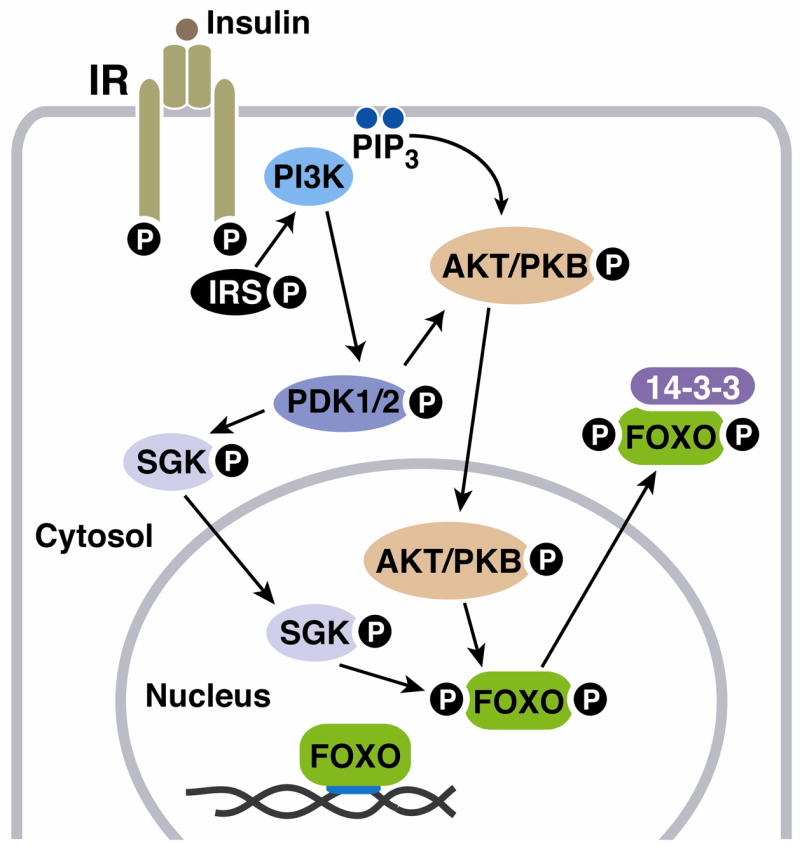 Insulin
IR
PIP3
PI3K
P
P
IRS P
AKT/PKB P
PDK1/2 P
14-3-3
P FOXO P
SGK P
Cytosol
AKT/PKB P
SGK P
Nucleus
P FOXO P
FOXO